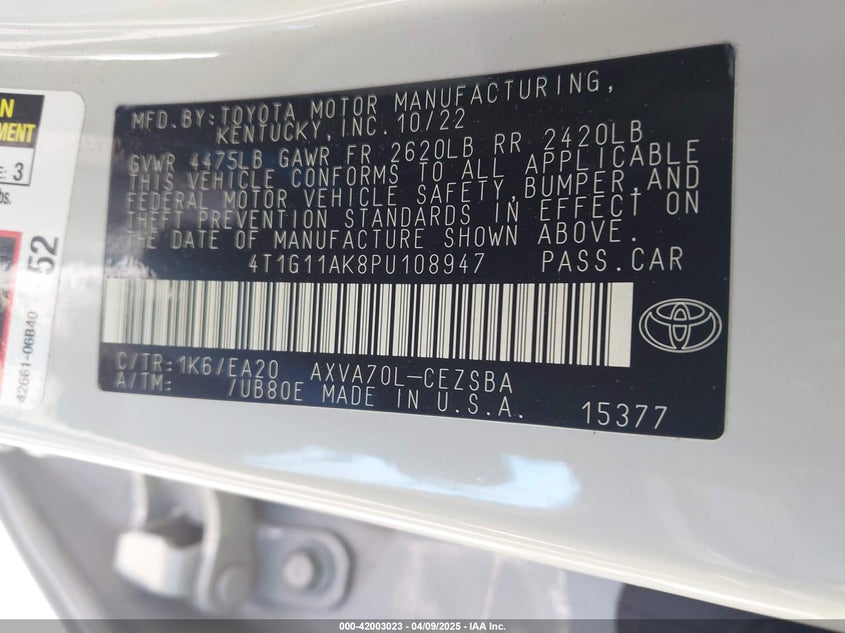 N
MENT
E: 3
bs.
52
42661-06B40
MFD.BY:TOYOTA MOTOR MANUFACTURING,
KENTUCKY,INC.10/22
GVWR 4475LB GAWR FR 2620LB RR 2420LB
THIS VEHICLE CONFORMS TO ALL APPLICABLE
FEDERAL MOTOR VEHICLE SAFETY,BUMPER,AND
THEFT PREVENTION STANDARDS IN EFFECT ON
THE DATE OF MANUFACTURE SHOWN ABOVE.
4T1G11AK8PU108947 PASS.CAR
C/TR:1K6/EA20 AXVA70L-CEZSBA
A/TM: /UB80E MADE IN U.S.A. 15377
000-42003023 | 04/09/2025 - IAA Inc.